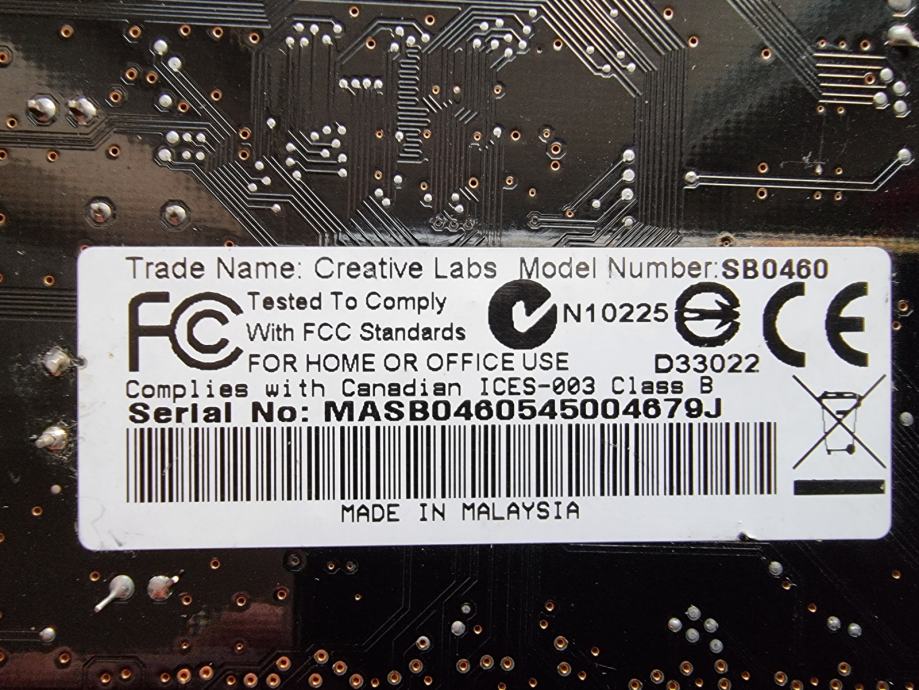 Trade Name: Creative Labs Model Number:SB0460
FC Tested To Comply
With FCC Standards
N10225
CE
FOR HOME OR OFFICE USE
D33022
Complies with Canadian ICES-003 Class B
Serial No: MASB0460545004679J
MADE IN MALAYSIA